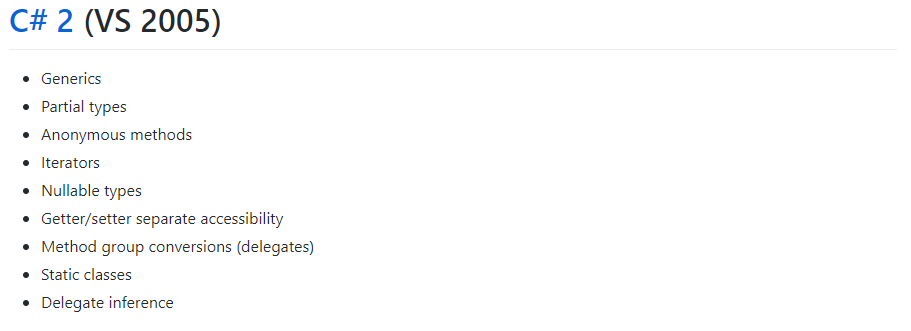 C# 2 (VS 2005)
Generics
Partial types
Anonymous methods
Iterators
Nullable types
Getter/setter separate accessibility
Method group conversions (delegates)
Static classes
Delegate inference